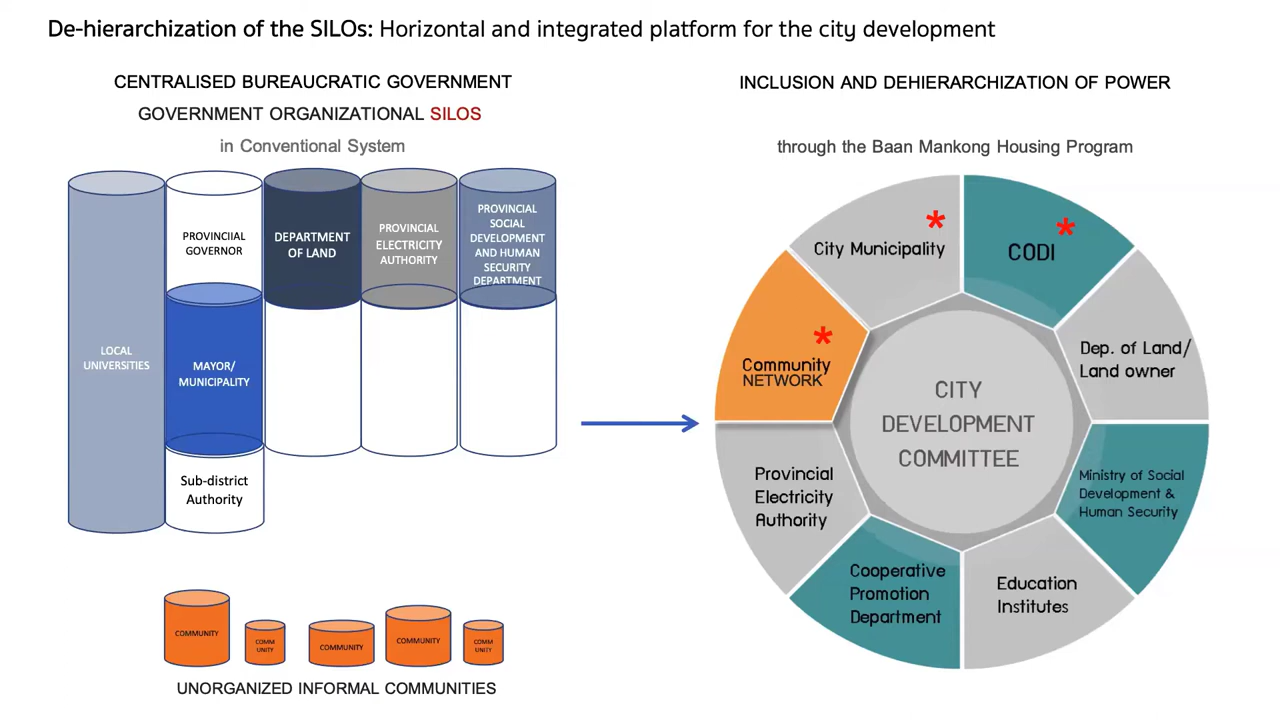 De-hierarchization of the SILOs: Horizontal and integrated platform for the city development
CENTRALISED BUREAUCRATIC GOVERNMENT
GOVERNMENT ORGANIZATIONAL SILOS
in Conventional System
LOCAL
UNIVERSITIES
PROVINCIIAL
GOVERNOR
MAYOR/
MUNICIPALITY
Sub-district
Authority
DEPARTMENT
OF LAND
PROVINCIAL
ELECTRICITY
AUTHORITY
PROVINCIAL
SOCIAL
DEVELOPMENT
AND HUMAN
SECURITY
DEPARTMENT
COMMUNITY
COMM
UNITY
COMMUNITY
COMMUNITY
COMM
UNITY
UNORGANIZED INFORMAL COMMUNITIES
INCLUSION AND DEHIERARCHIZATION OF POWER
through the Baan Mankong Housing Program
City Municipality
*
CODI
*
Dep. of Land/
Land owner
Ministry of Social
Development &
Human Security
Education
Institutes
Cooperative
Promotion
Department
Provincial
Electricity
Authority
*
Community
NETWORK
CITY
DEVELOPMENT
COMMITTEE